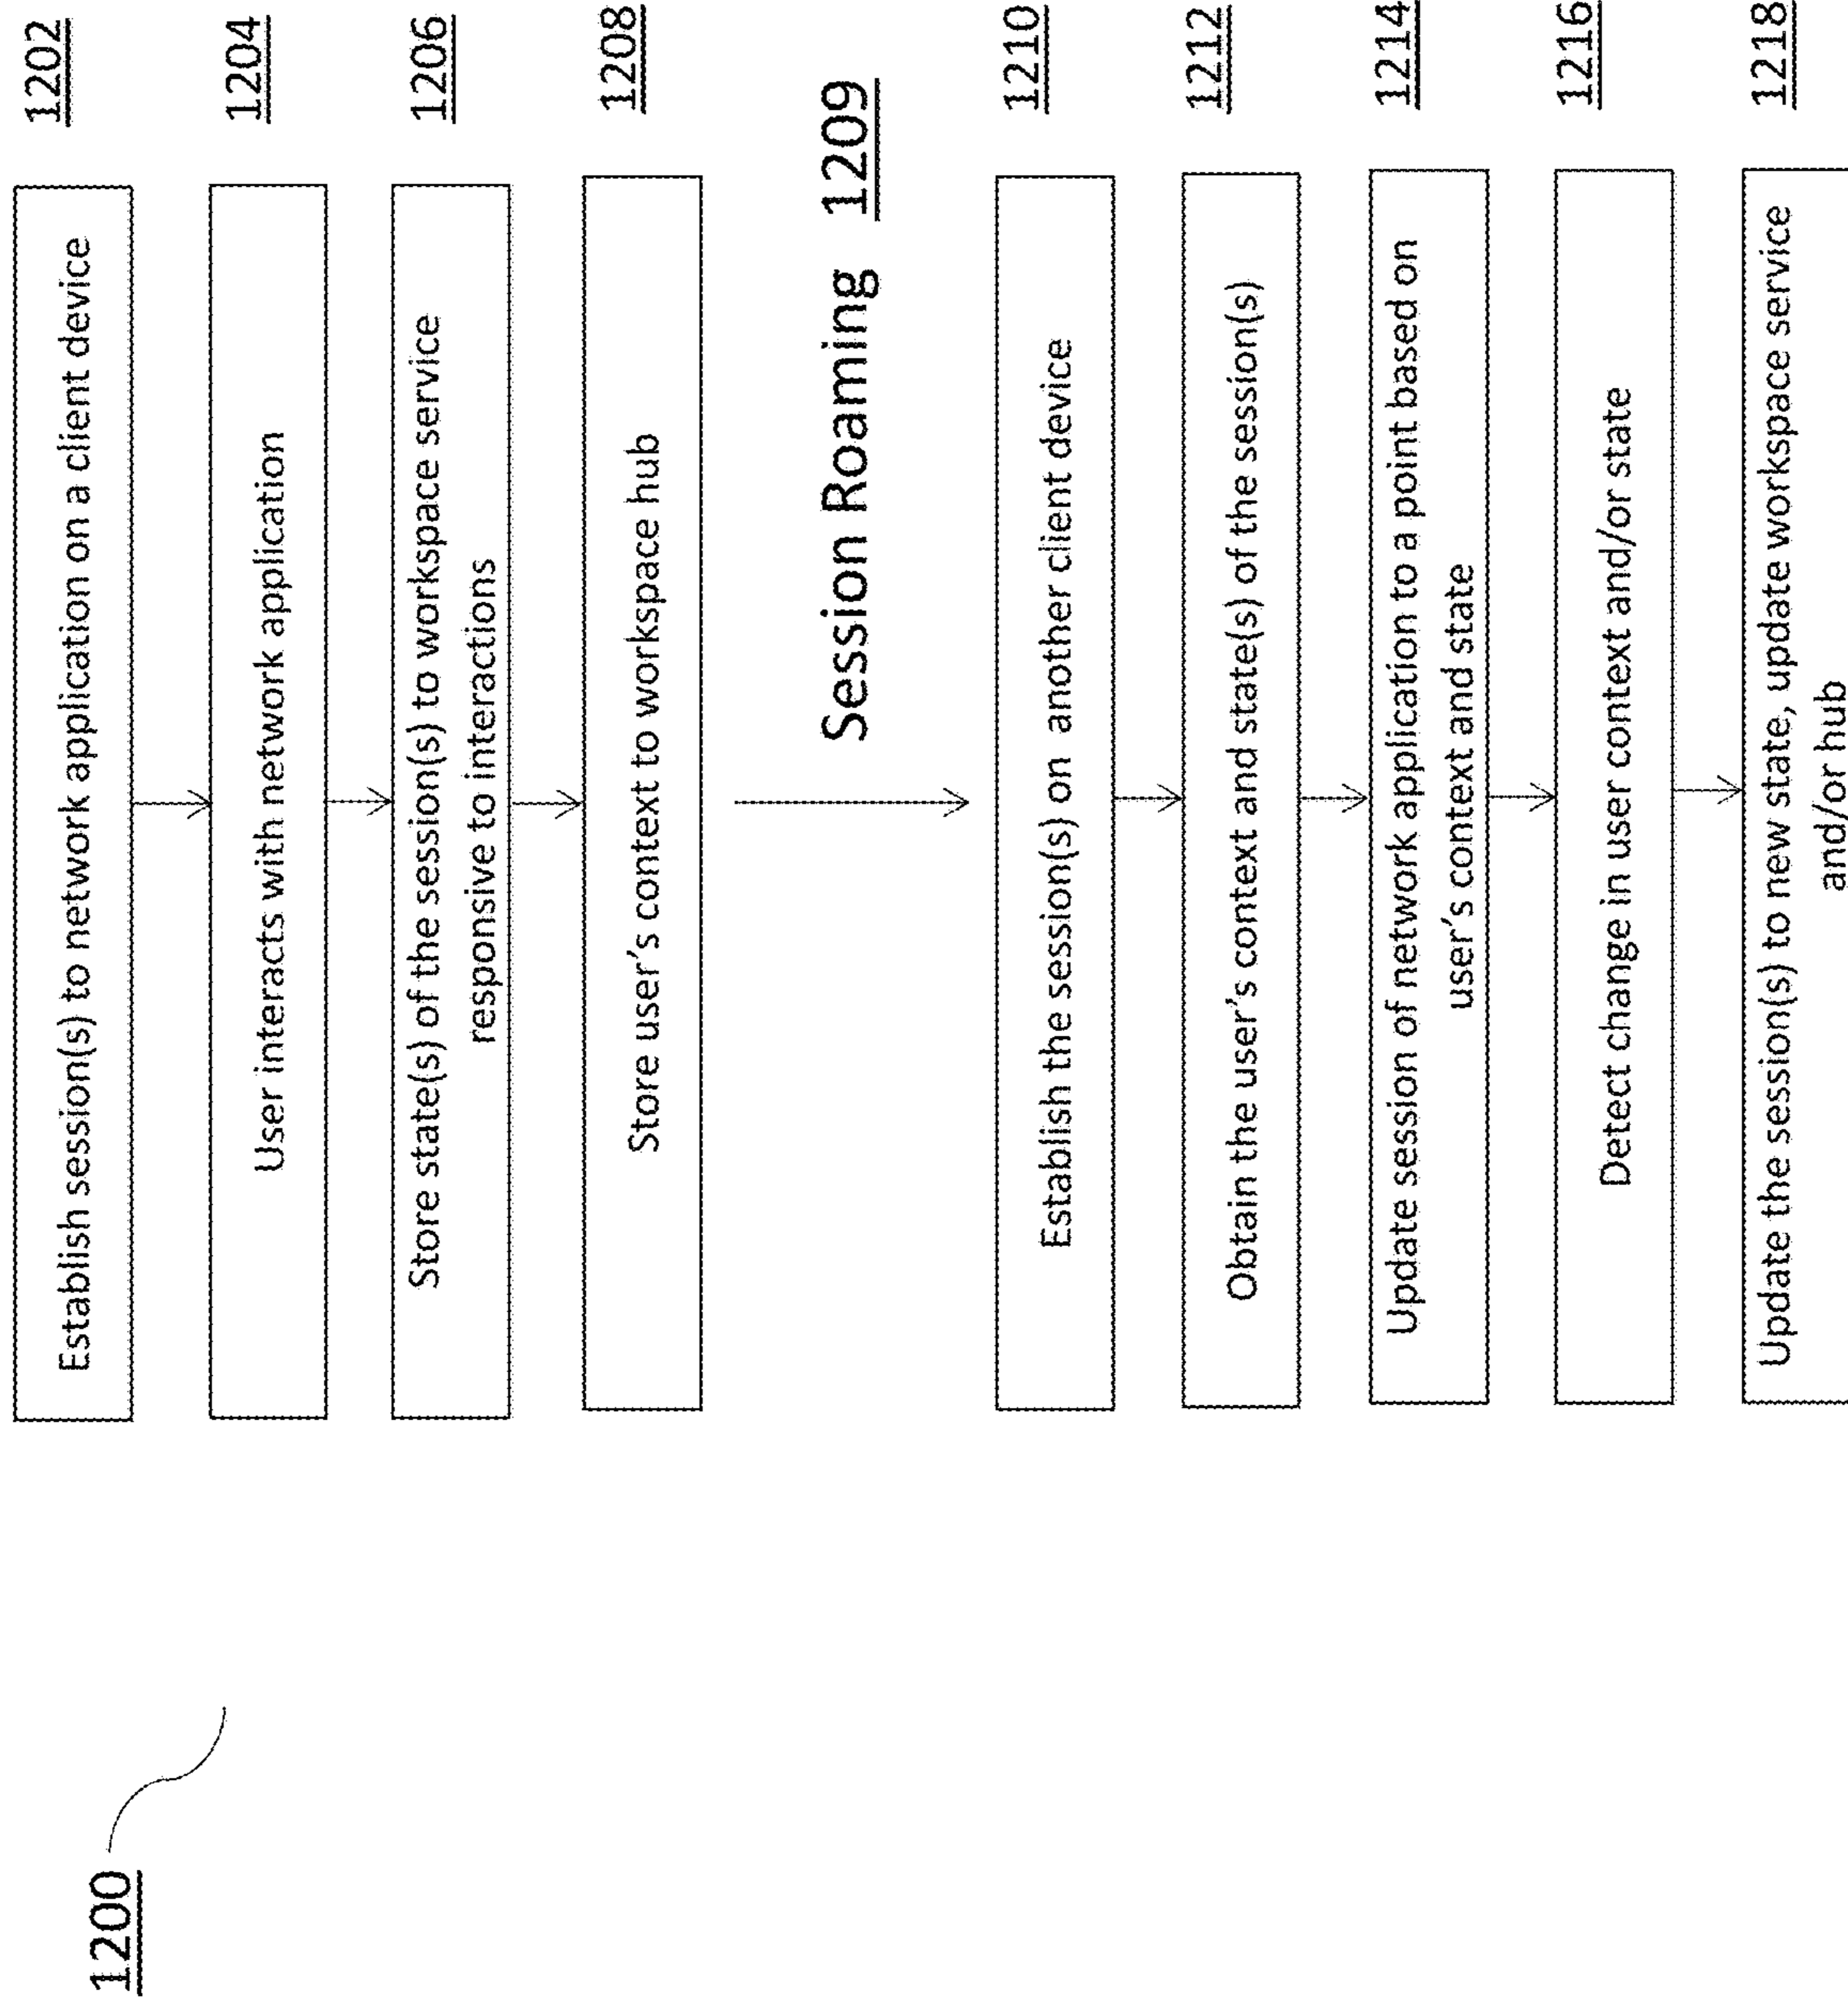 1200
Establish session(s) to network application on a client device 1202
User interacts with network application 1204
Store state(s) of the session(s) to workspace service 1206
responsive to interactions
Store user's context to workspace hub 1208
Session Roaming 1209
Establish the session(s) on another client device 1210
Obtain the user's context and state(s) of the session(s) 1212
Update session of network application to a point based on 1214
user's context and state
Detect change in user context and/or state 1216
Update the session(s) to new state, update workspace service 1218
and/or hub